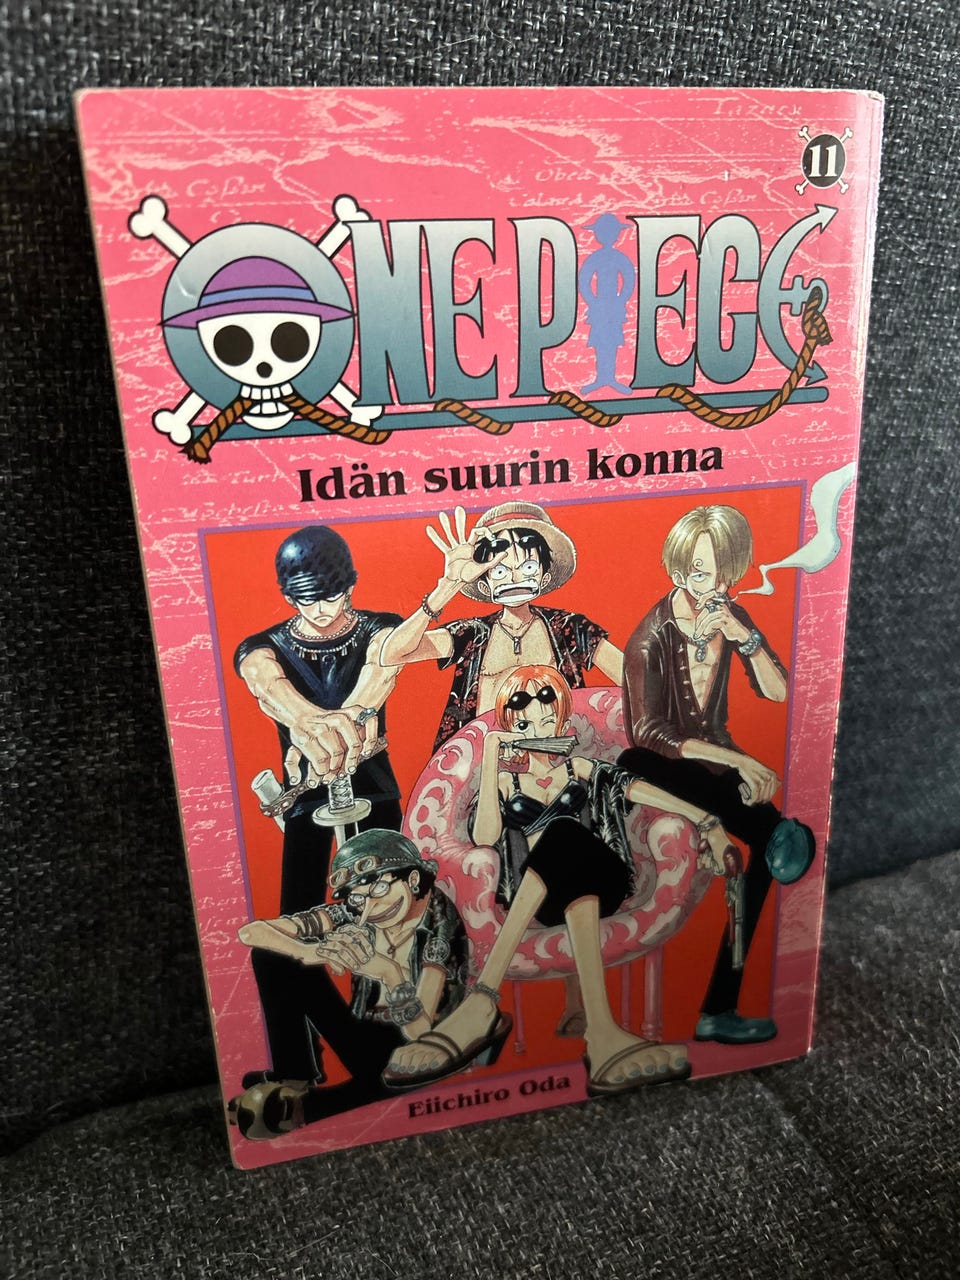 11
ONE PIECE
Idän suurin konna
Eiichiro Oda